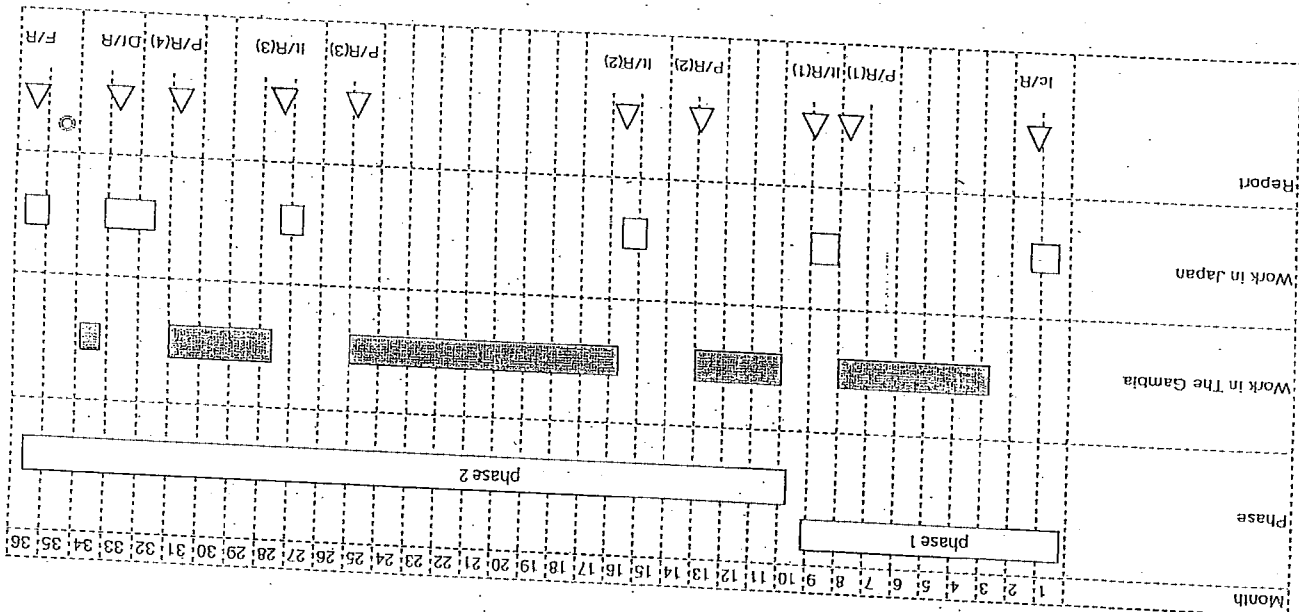 Month 1 2 3 4 5 6 7 8 9 10 11 12 13 14 15 16 17 18 19 20 21 22 23 24 25 26 27 28 29 30 31 32 33 34 35 36
Phase phase 1 phase 2
Work in The Gambia
Work in Japan
Report
Ic/R P/R(1) It/R(1) P/R(2) It/R(2) P/R(3) It/R(3) P/R(4) Df/R F/R